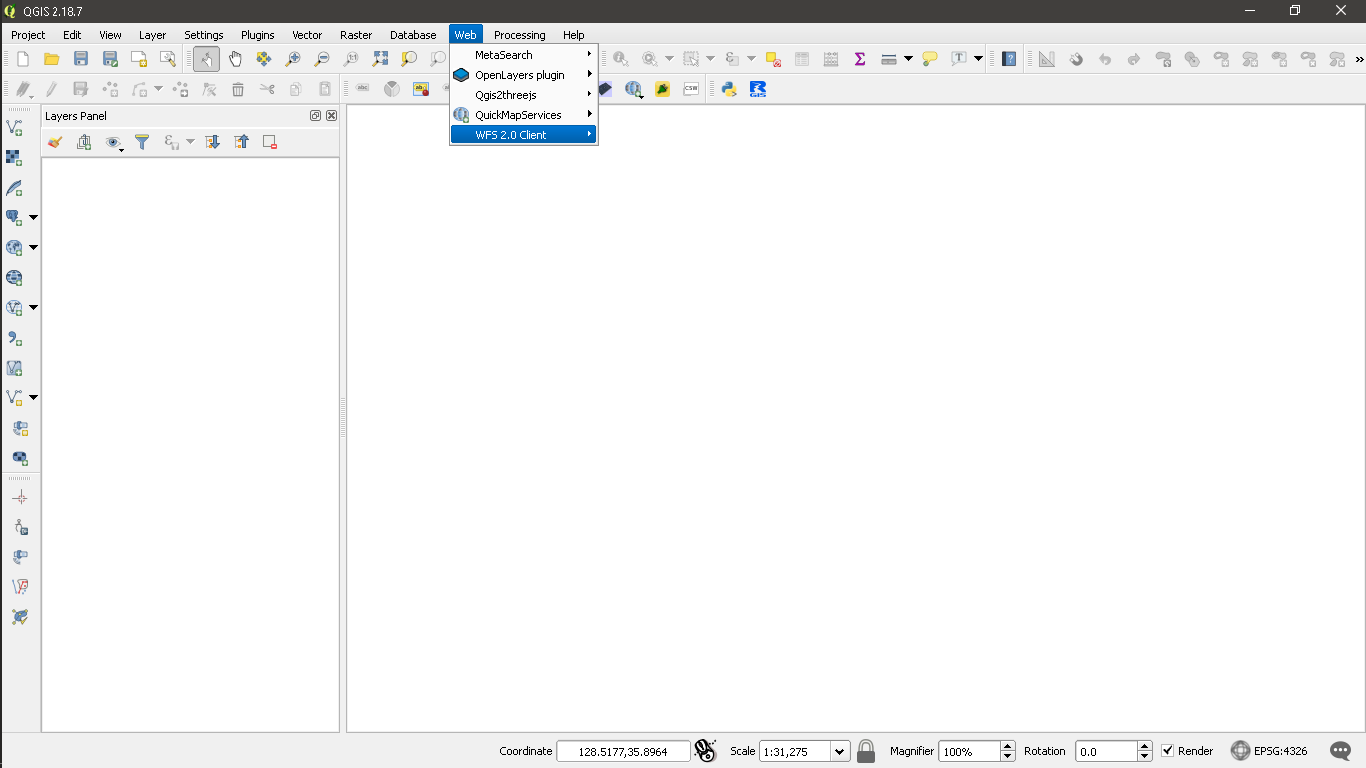 QGIS 2.18.7
Project Edit View Layer Settings Plugins Vector Raster Database Web Processing Help
MetaSearch
OpenLayers plugin
Qgis2threejs
QuickMapServices
WFS 2.0 Client
abc
CSW
GIS
Layers Panel
Coordinate 128.5177,35.8964 Scale 1:31,275 Magnifier 100% Rotation 0.0 Render EPSG:4326